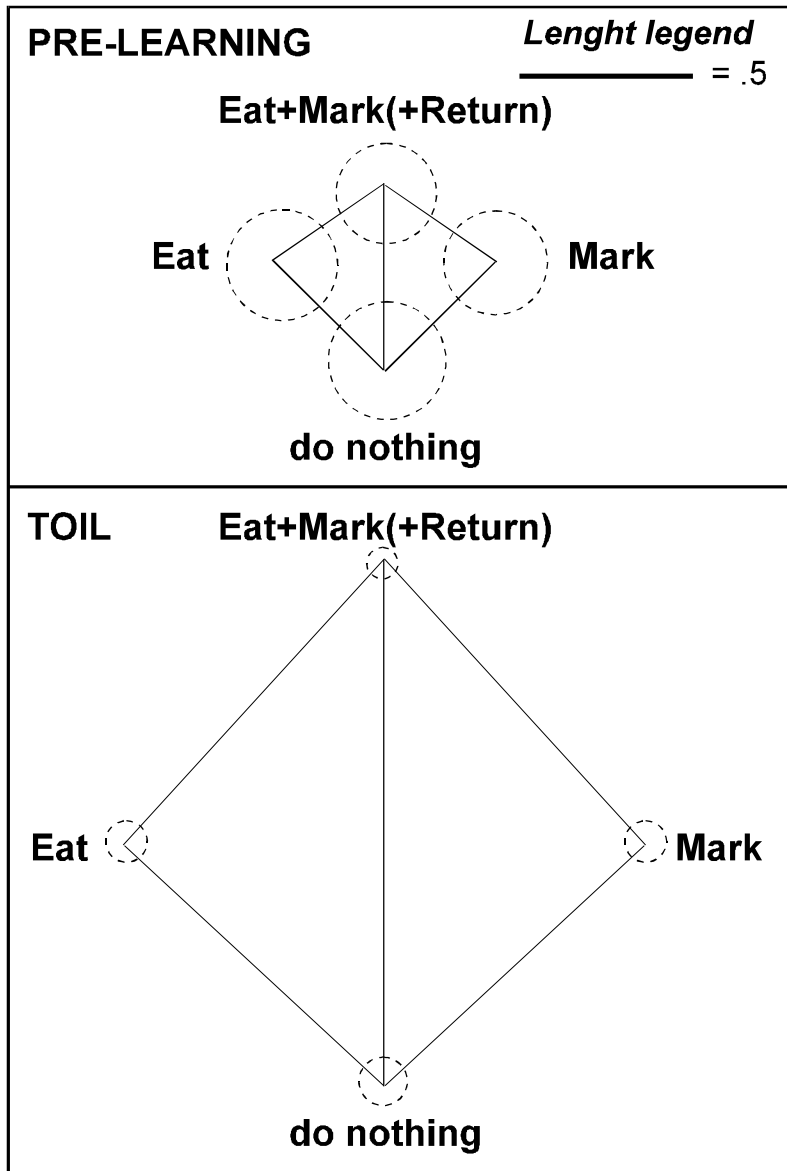 PRE-LEARNING
Lenght legend
= .5
Eat+Mark(+Return)
Eat
Mark
do nothing
TOIL
Eat+Mark(+Return)
Eat
Mark
do nothing